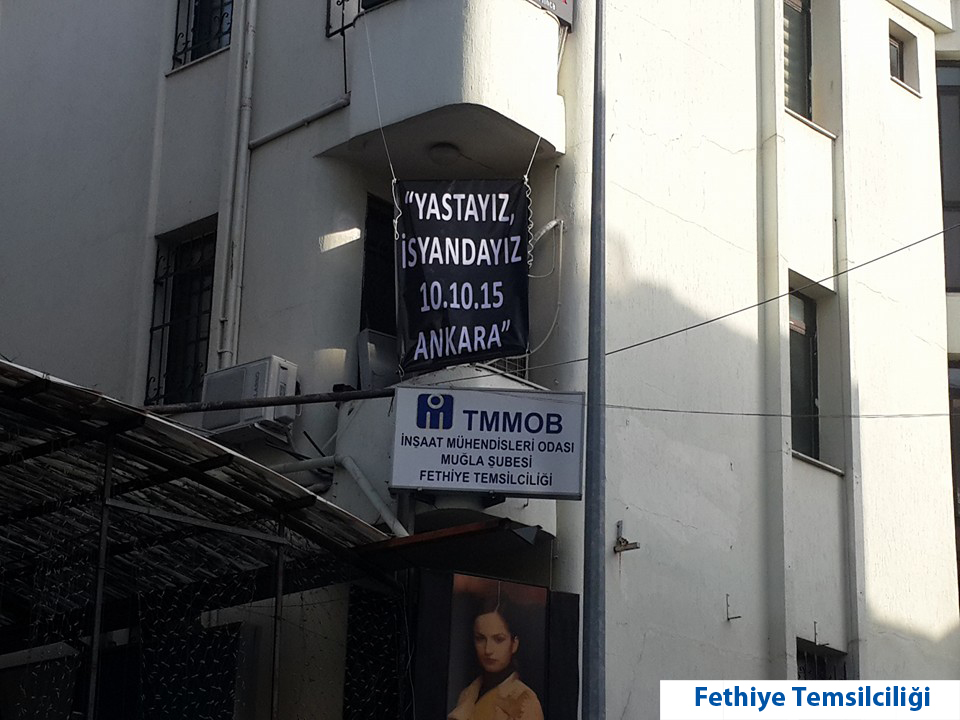 “YASTAYIZ,
İSYANDAYIZ
10.10.15
ANKARA”
TMMOB
İNŞAAT MÜHENDİSLERİ ODASI
MUĞLA ŞUBESİ
FETHİYE TEMSİLCİLİĞİ
Fethiye Temsilciliği